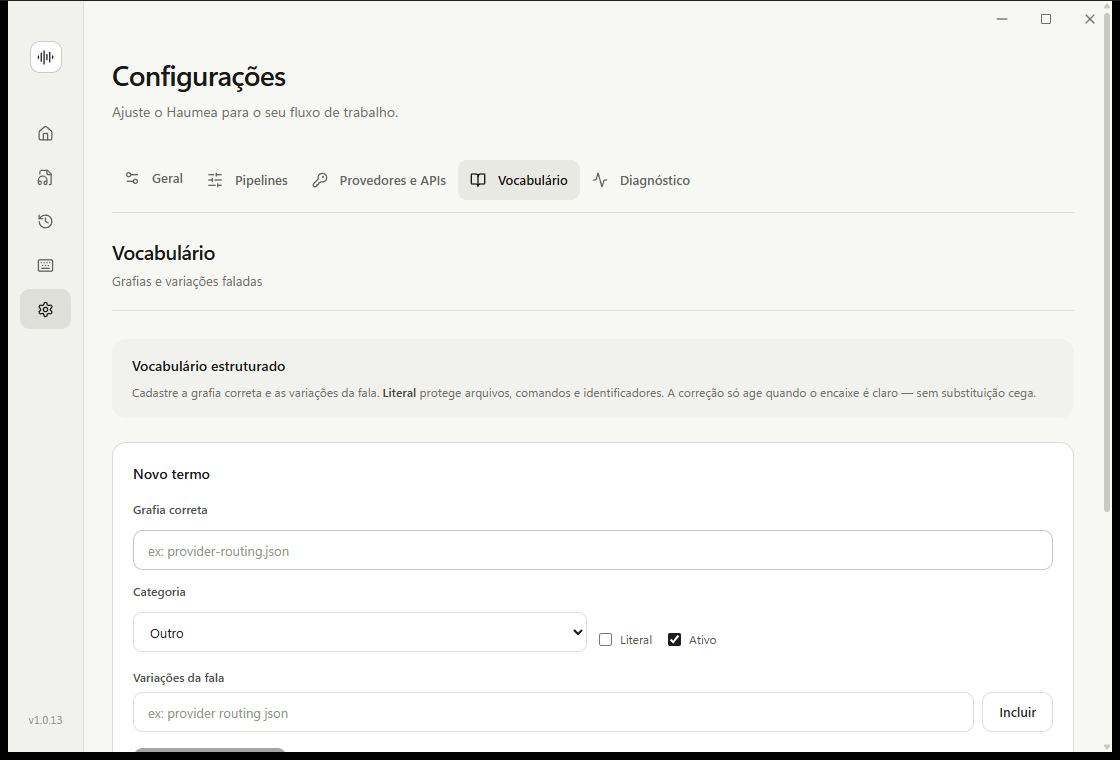 Configurações
Ajuste o Haumea para o seu fluxo de trabalho.
Geral
Pipelines
Provedores e APIs
Vocabulário
Diagnóstico
Vocabulário
Grafias e variações faladas
Vocabulário estruturado
Cadastre a grafia correta e as variações da fala. Literal protege arquivos, comandos e identificadores. A correção só age quando o encaixe é claro — sem substituição cega.
Novo termo
Grafia correta
ex: provider-routing.json
Categoria
Outro
Literal
Ativo
Variações da fala
ex: provider routing json
Incluir
v1.0.13